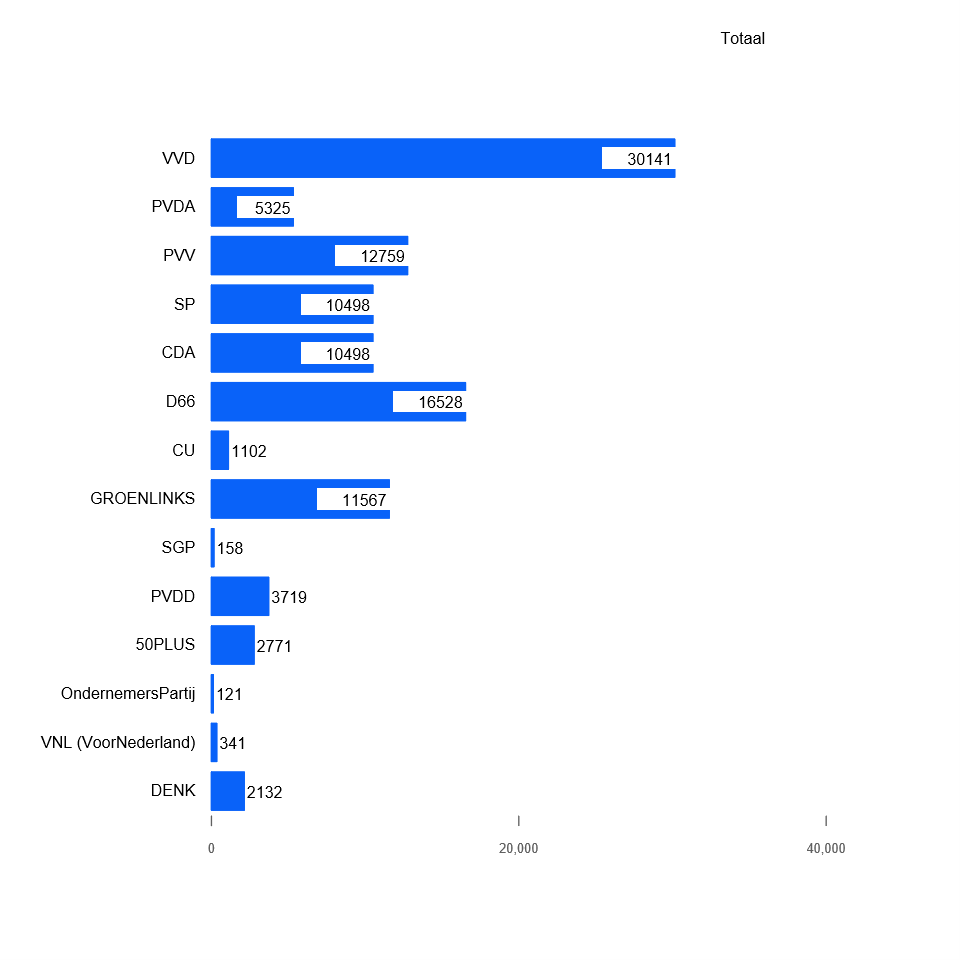 Totaal
VVD 30141
PVDA 5325
PVV 12759
SP 10498
CDA 10498
D66 16528
CU 1102
GROENLINKS 11567
SGP 158
PVDD 3719
50PLUS 2771
OndernemersPartij 121
VNL (VoorNederland) 341
DENK 2132
0 20,000 40,000